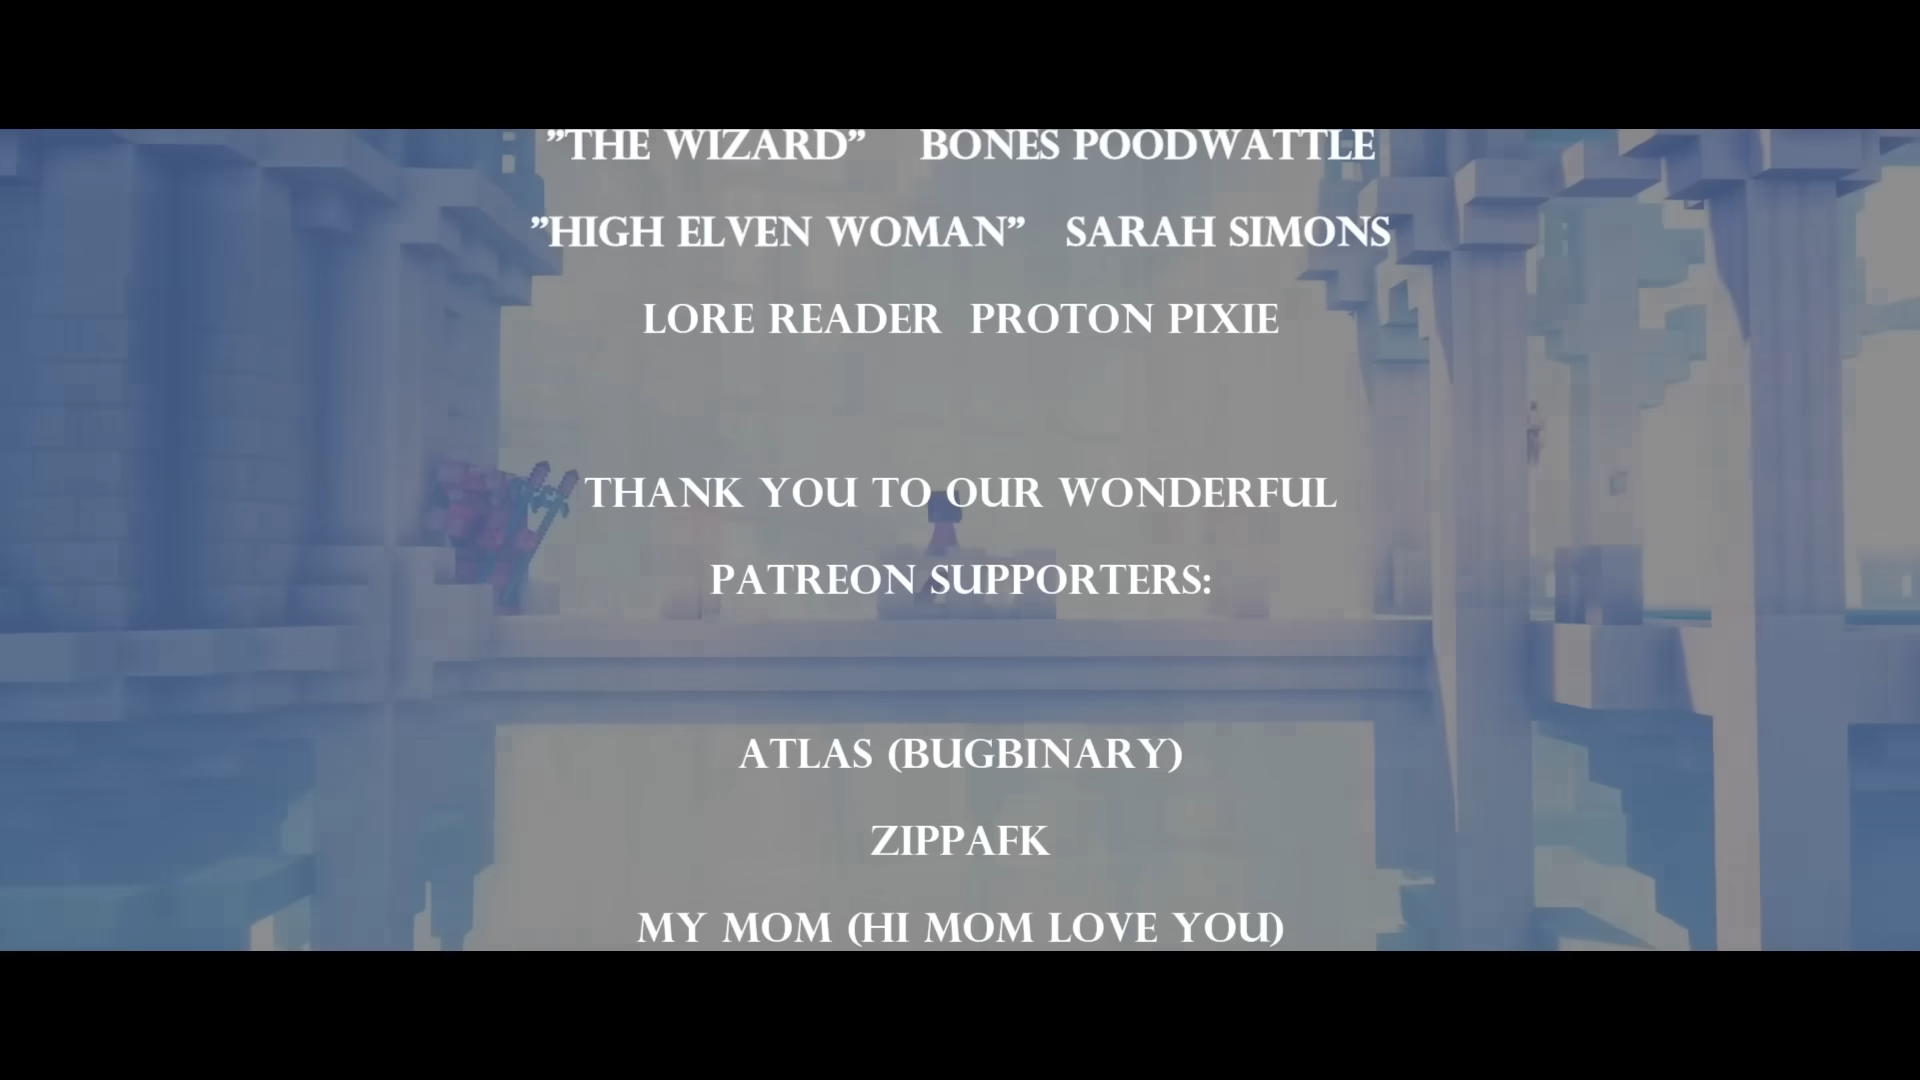 ”THE WIZARD” BONES POODWATTLE
”HIGH ELVEN WOMAN” SARAH SIMONS
LORE READER PROTON PIXIE
THANK YOU TO OUR WONDERFUL
PATREON SUPPORTERS:
ATLAS (BUGBINARY)
ZIPPAFK
MY MOM (HI MOM LOVE YOU)